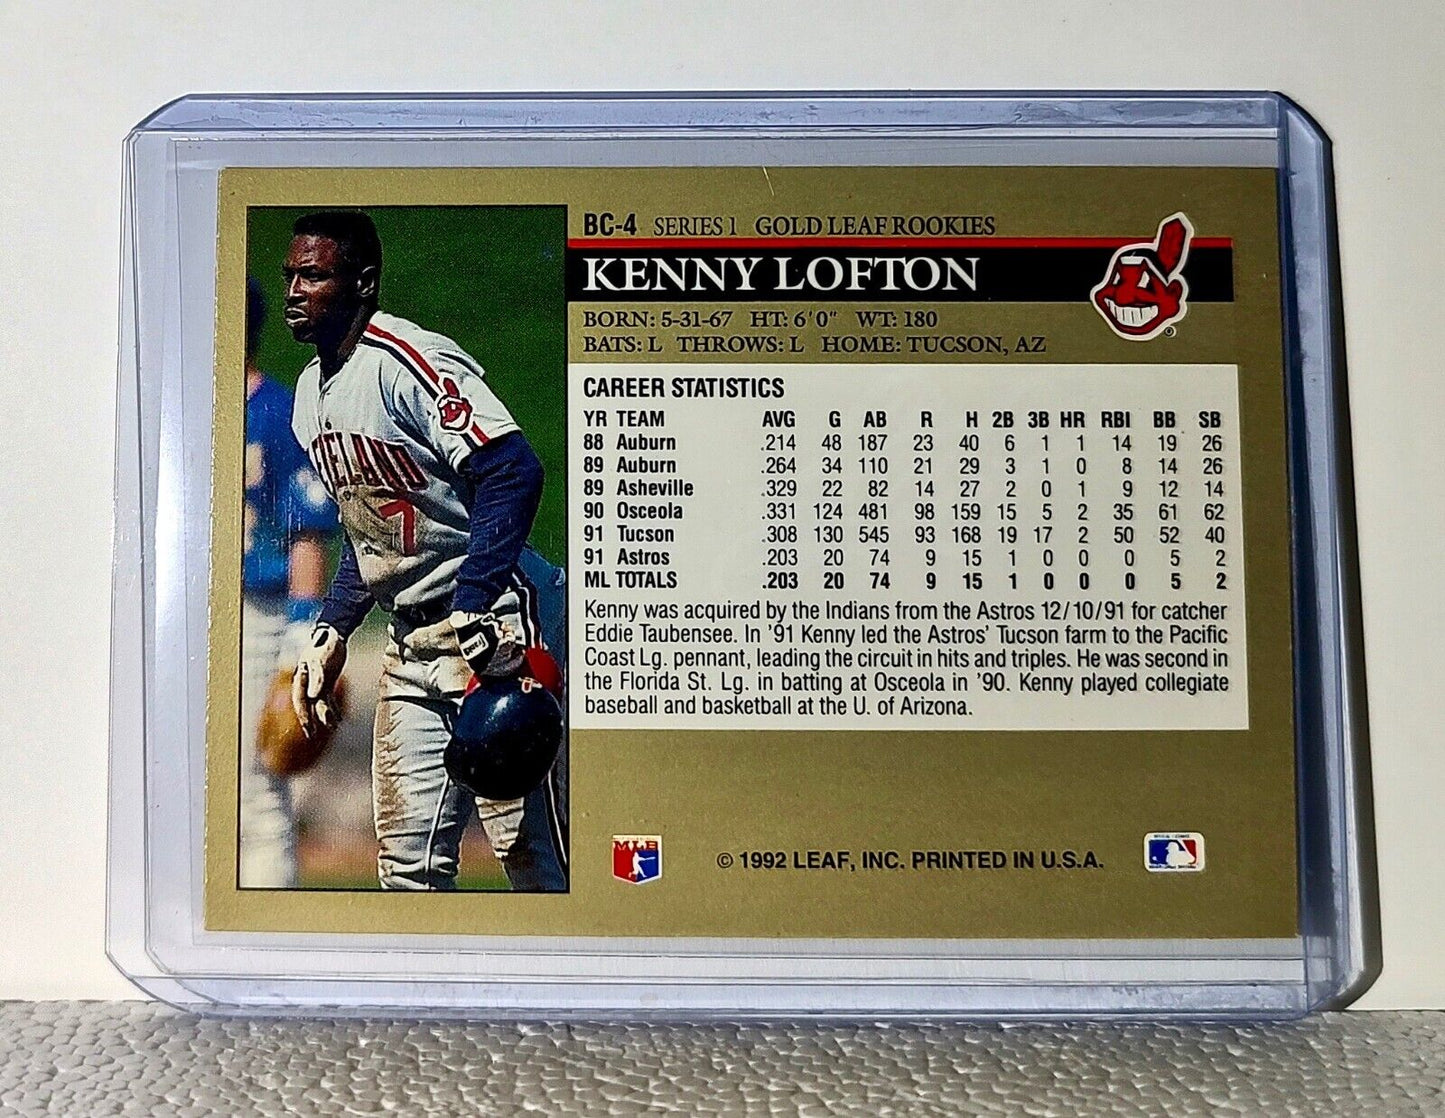 BC-4 SERIES 1 GOLD LEAF ROOKIES
KENNY LOFTON
BORN: 5-31-67 HT: 6'0" WT: 180
BATS: L THROWS: L HOME: TUCSON, AZ
CAREER STATISTICS
YR TEAM AVG G AB R H 2B 3B HR RBI BB SB
88 Auburn .214 48 187 23 40 6 1 1 14 19 26
89 Auburn .264 34 110 21 29 3 1 0 8 14 26
89 Asheville .329 22 82 14 27 2 0 1 9 12 14
90 Osceola .331 124 481 98 159 15 5 2 35 61 62
91 Tucson .308 130 545 93 168 19 17 2 50 52 40
91 Astros .203 20 74 9 15 1 0 0 0 5 2
ML TOTALS .203 20 74 9 15 1 0 0 0 5 2
Kenny was acquired by the Indians from the Astros 12/10/91 for catcher
Eddie Taubensee. In '91 Kenny led the Astros' Tucson farm to the Pacific
Coast Lg. pennant, leading the circuit in hits and triples. He was second in
the Florida St. Lg. in batting at Osceola in '90. Kenny played collegiate
baseball and basketball at the U. of Arizona.
ELAND
7
MLB
© 1992 LEAF, INC. PRINTED IN U.S.A.